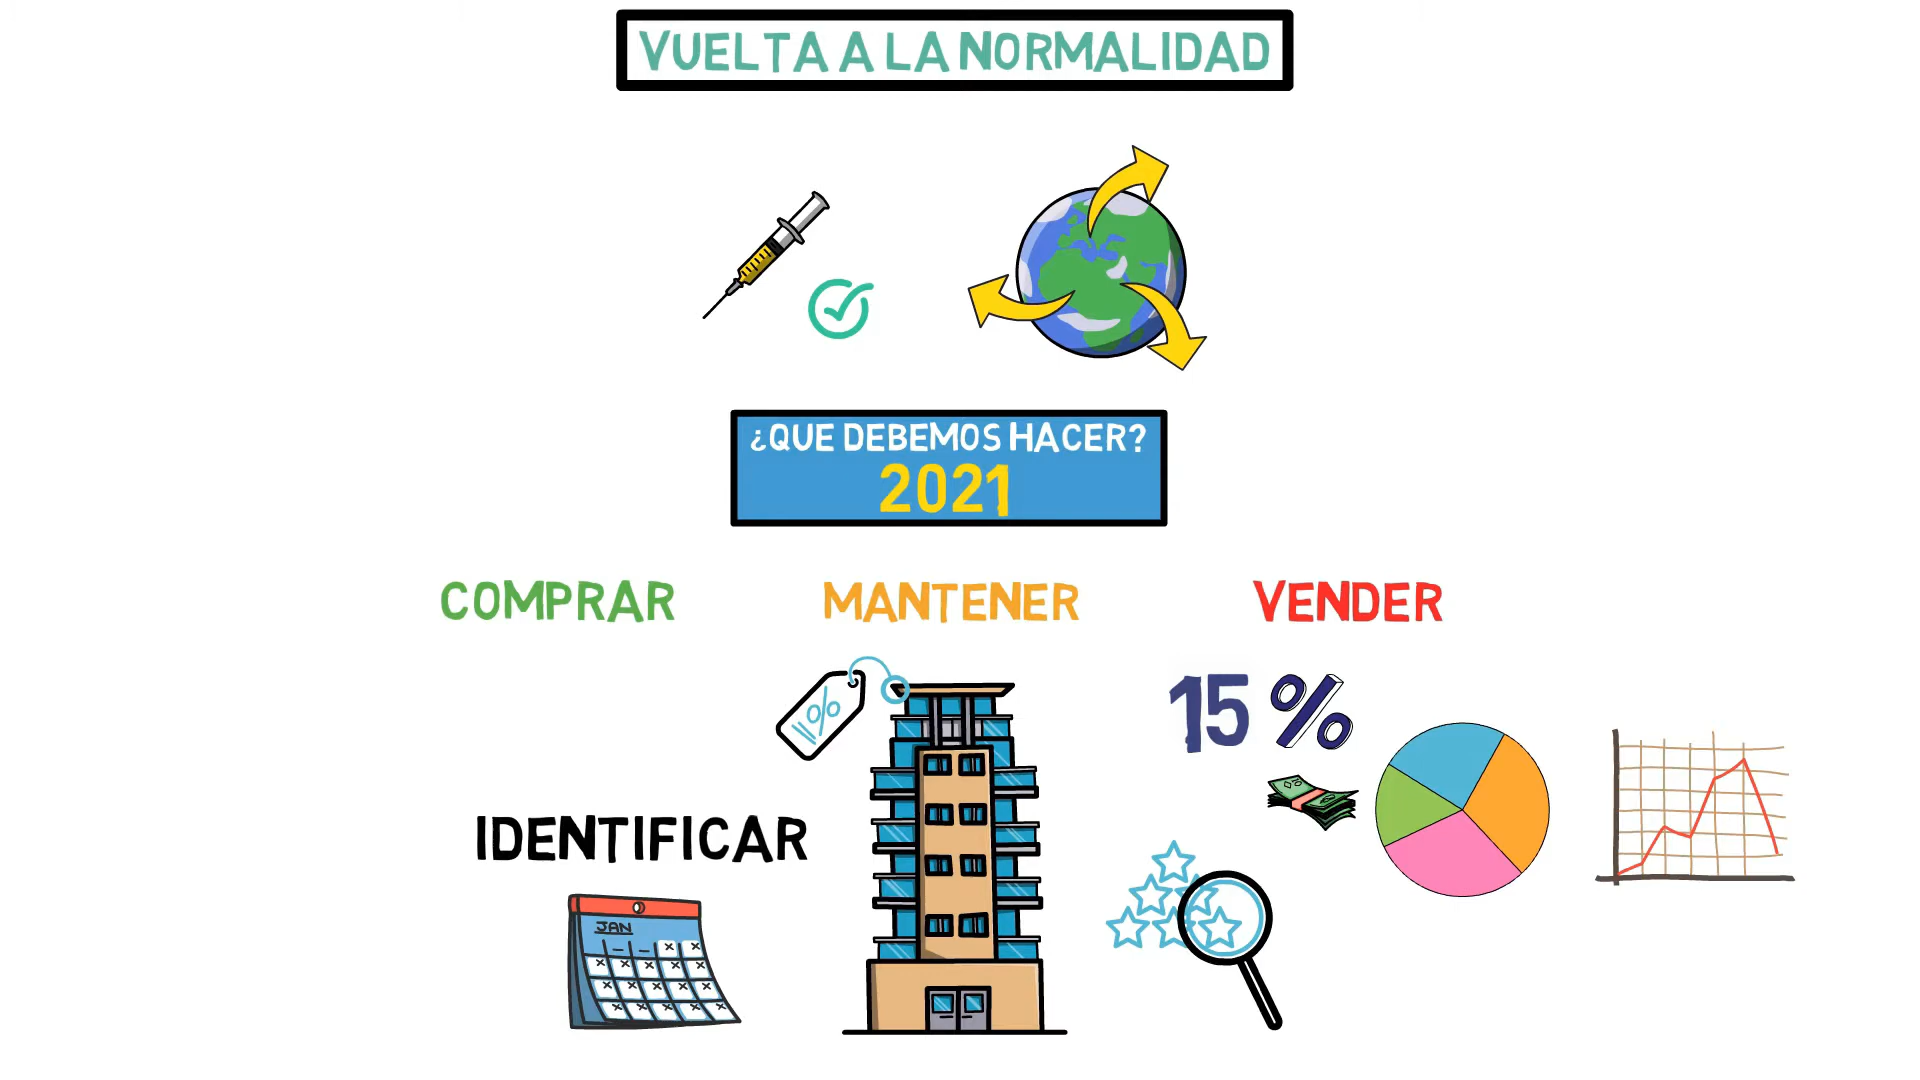 VUELTA A LA NORMALIDAD
¿QUE DEBEMOS HACER?
2021
COMPRAR
MANTENER
VENDER
%
15 %
IDENTIFICAR
JAN